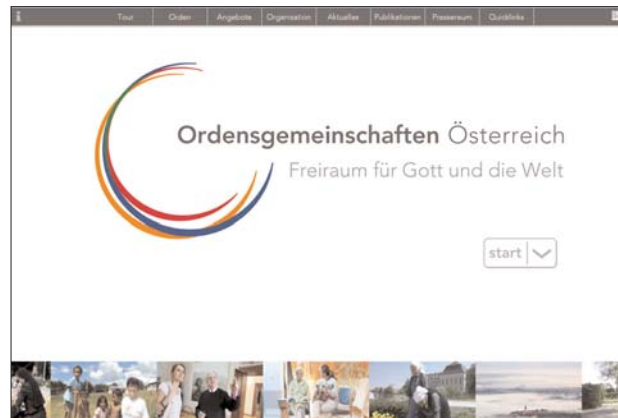 Tour Orden Angebote Organisation Aktuelles Publikationen Presseraum Quicklinks
Ordensgemeinschaften Österreich
Freiraum für Gott und die Welt
start